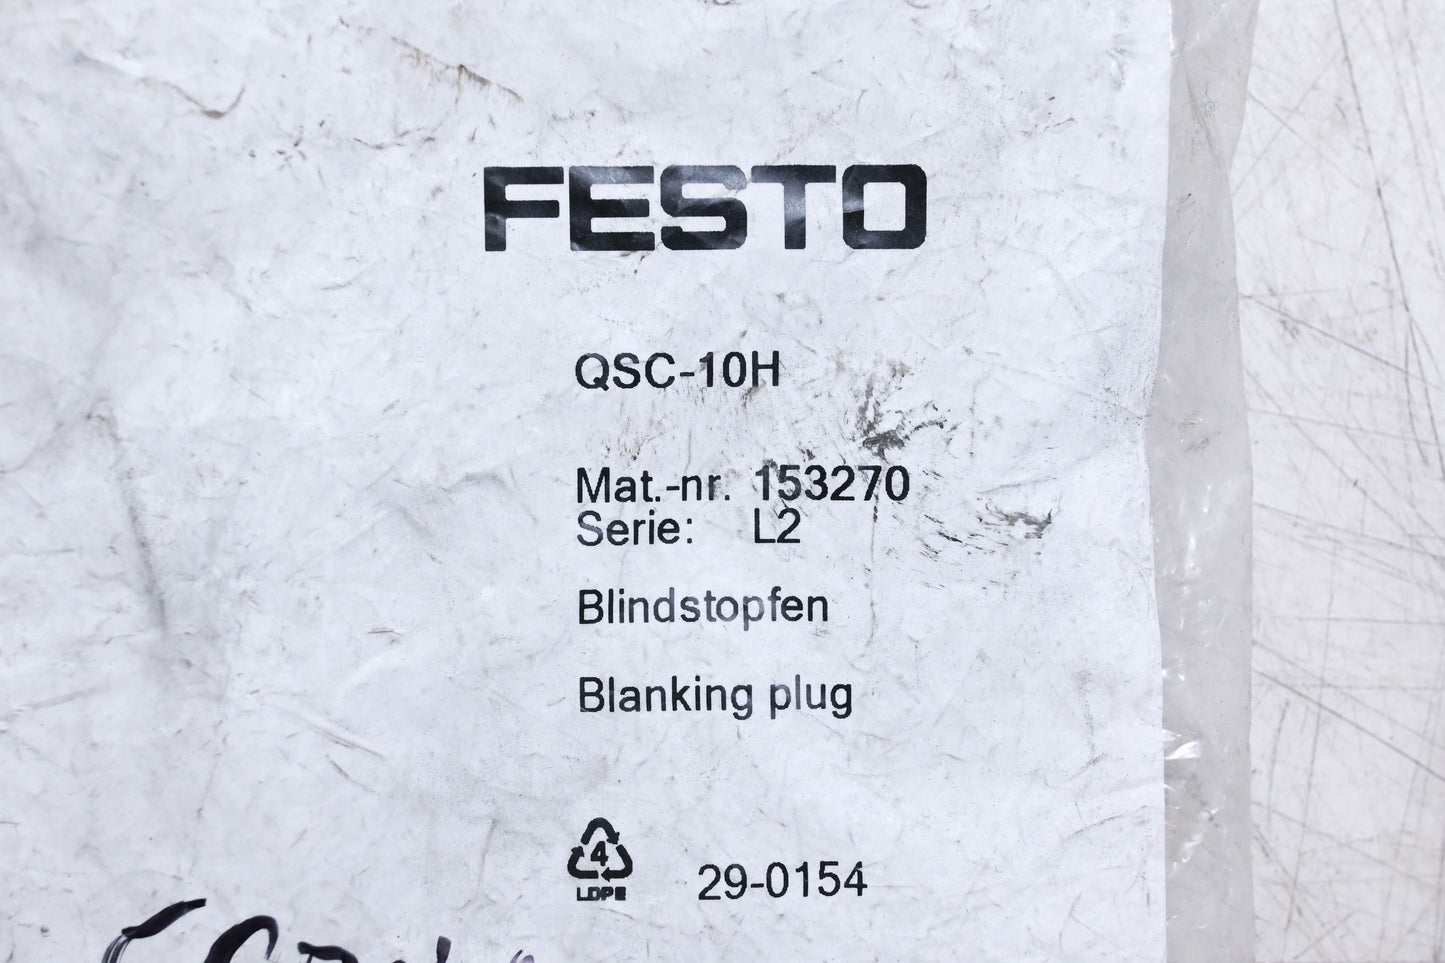 FESTO
QSC-10H
Mat.-nr. 153270
Serie: L2
Blindstopfen
Blanking plug
4
LDPE
29-0154